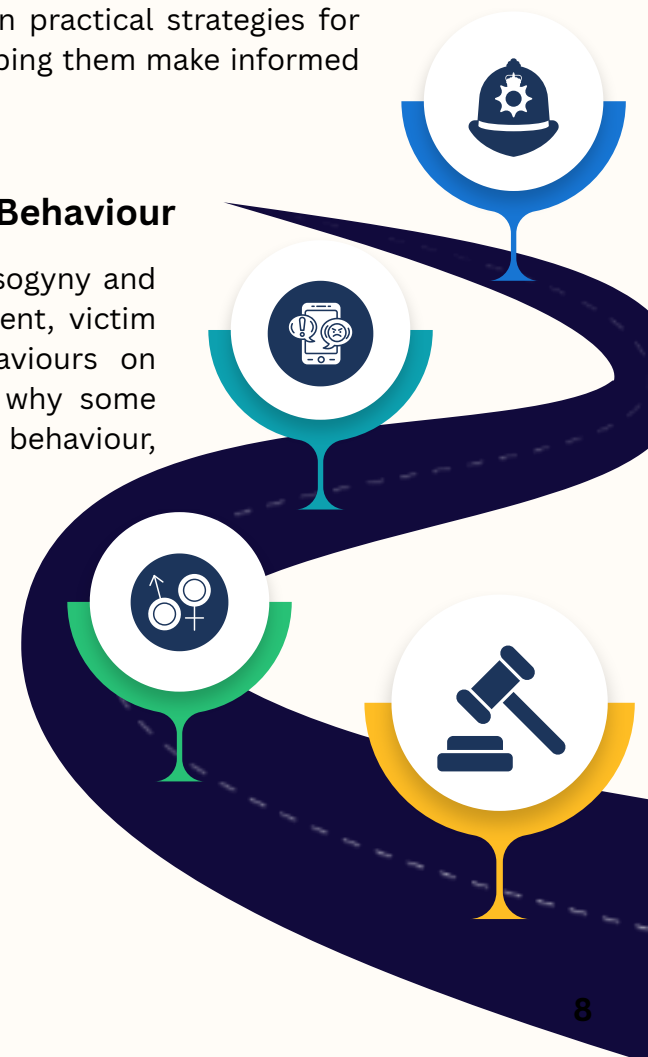 n practical strategies for
ping them make informed
Behaviour
sogyny and
ent, victim
aviours on
why some
behaviour,
8